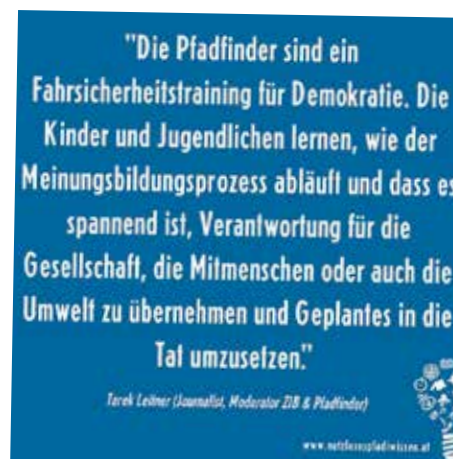 "Die Pfadfinder sind ein
Fahrsicherheitstraining für Demokratie. Die
Kinder und Jugendlichen lernen, wie der
Meinungsbildungsprozess abläuft und dass es
spannend ist, Verantwortung für die
Gesellschaft, die Mitmenschen oder auch die
Umwelt zu übernehmen und Geplantes in die
Tat umzusetzen."
Tarek Leitner (Journalist, Moderator ZIB & Pfadfinder)
www.nutzlosespfadiwissen.at